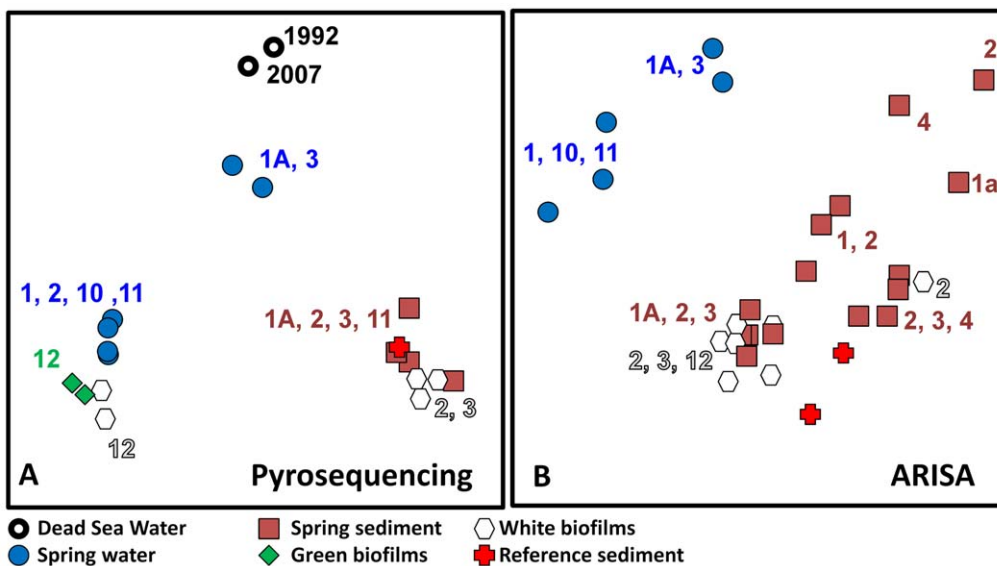 1992
2007
1A, 3
1, 2, 10 ,11
12
12
1A, 2, 3, 11
2, 3
A
Pyrosequencing
1A, 3
1, 10, 11
2
4
1a
1, 2
2
1A, 2, 3
2, 3, 4
2, 3, 12
B
ARISA
Dead Sea Water
Spring sediment
White biofilms
Spring water
Green biofilms
Reference sediment